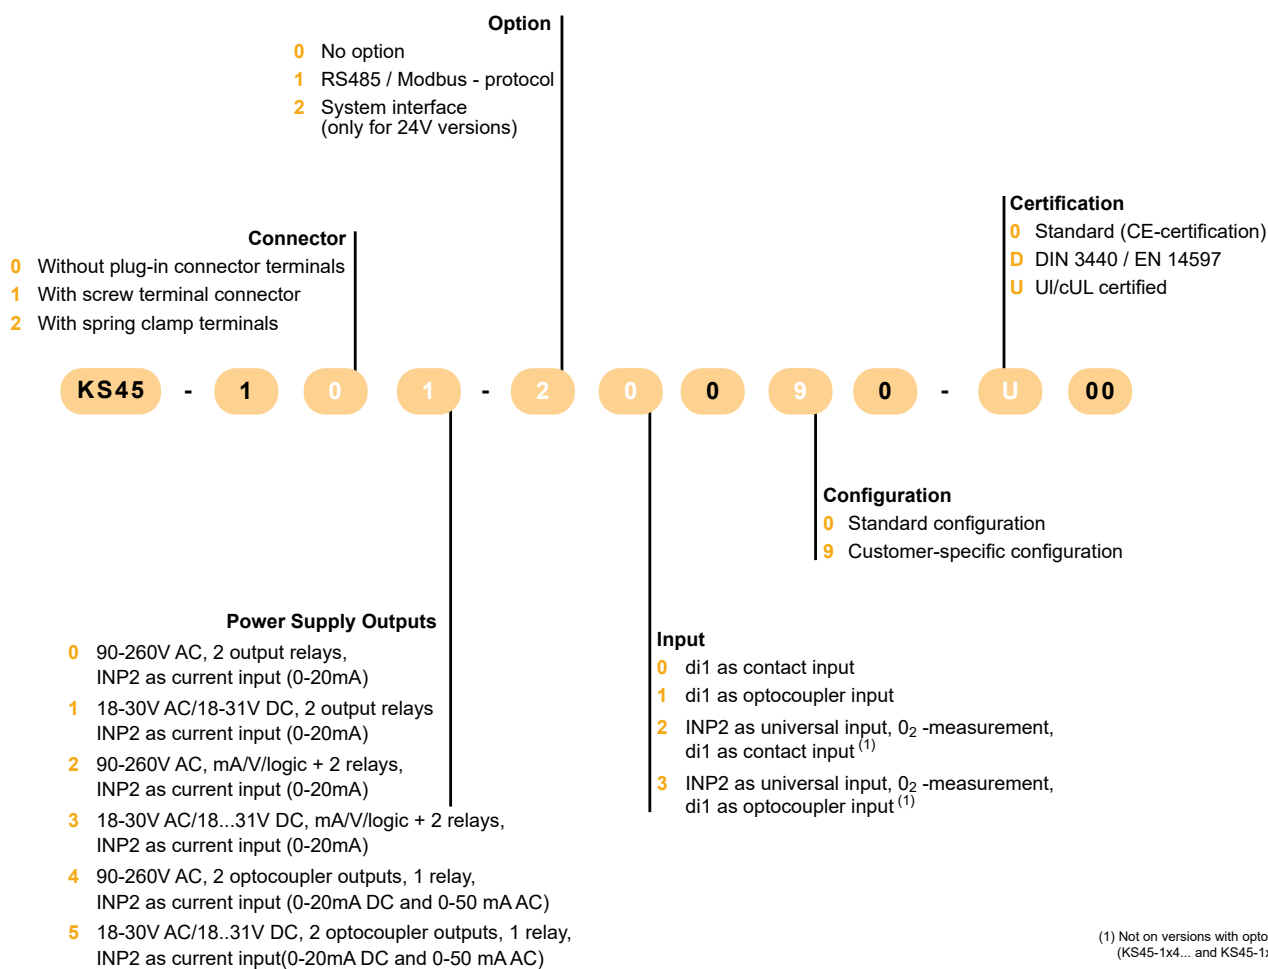 Option
0 No option
1 RS485 / Modbus - protocol
2 System interface
(only for 24V versions)
Certification
0 Standard (CE-certification)
D DIN 3440 / EN 14597
U Ul/cUL certified
Connector
0 Without plug-in connector terminals
1 With screw terminal connector
2 With spring clamp terminals
KS45 - 1 0 1 - 2 0 0 9 0 - U 00
Configuration
0 Standard configuration
9 Customer-specific configuration
Power Supply Outputs
0 90-260V AC, 2 output relays,
INP2 as current input (0-20mA)
1 18-30V AC/18-31V DC, 2 output relays
INP2 as current input (0-20mA)
2 90-260V AC, mA/V/logic + 2 relays,
INP2 as current input (0-20mA)
3 18-30V AC/18...31V DC, mA/V/logic + 2 relays,
INP2 as current input (0-20mA)
4 90-260V AC, 2 optocoupler outputs, 1 relay,
INP2 as current input (0-20mA DC and 0-50 mA AC)
5 18-30V AC/18..31V DC, 2 optocoupler outputs, 1 relay,
INP2 as current input(0-20mA DC and 0-50 mA AC)
Input
0 di1 as contact input
1 di1 as optocoupler input
2 INP2 as universal input, 0₂ -measurement,
di1 as contact input (1)
3 INP2 as universal input, 0₂ -measurement,
di1 as optocoupler input (1)
(1) Not on versions with opto
(KS45-1x4... and KS45-1